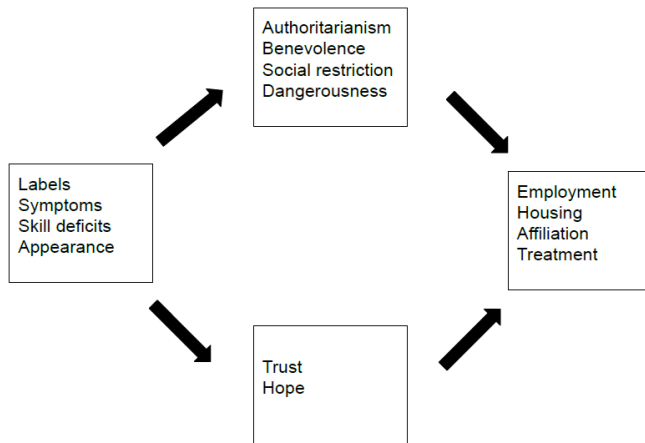 Authoritarianism
Benevolence
Social restriction
Dangerousness
Labels
Symptoms
Skill deficits
Appearance
Employment
Housing
Affiliation
Treatment
Trust
Hope